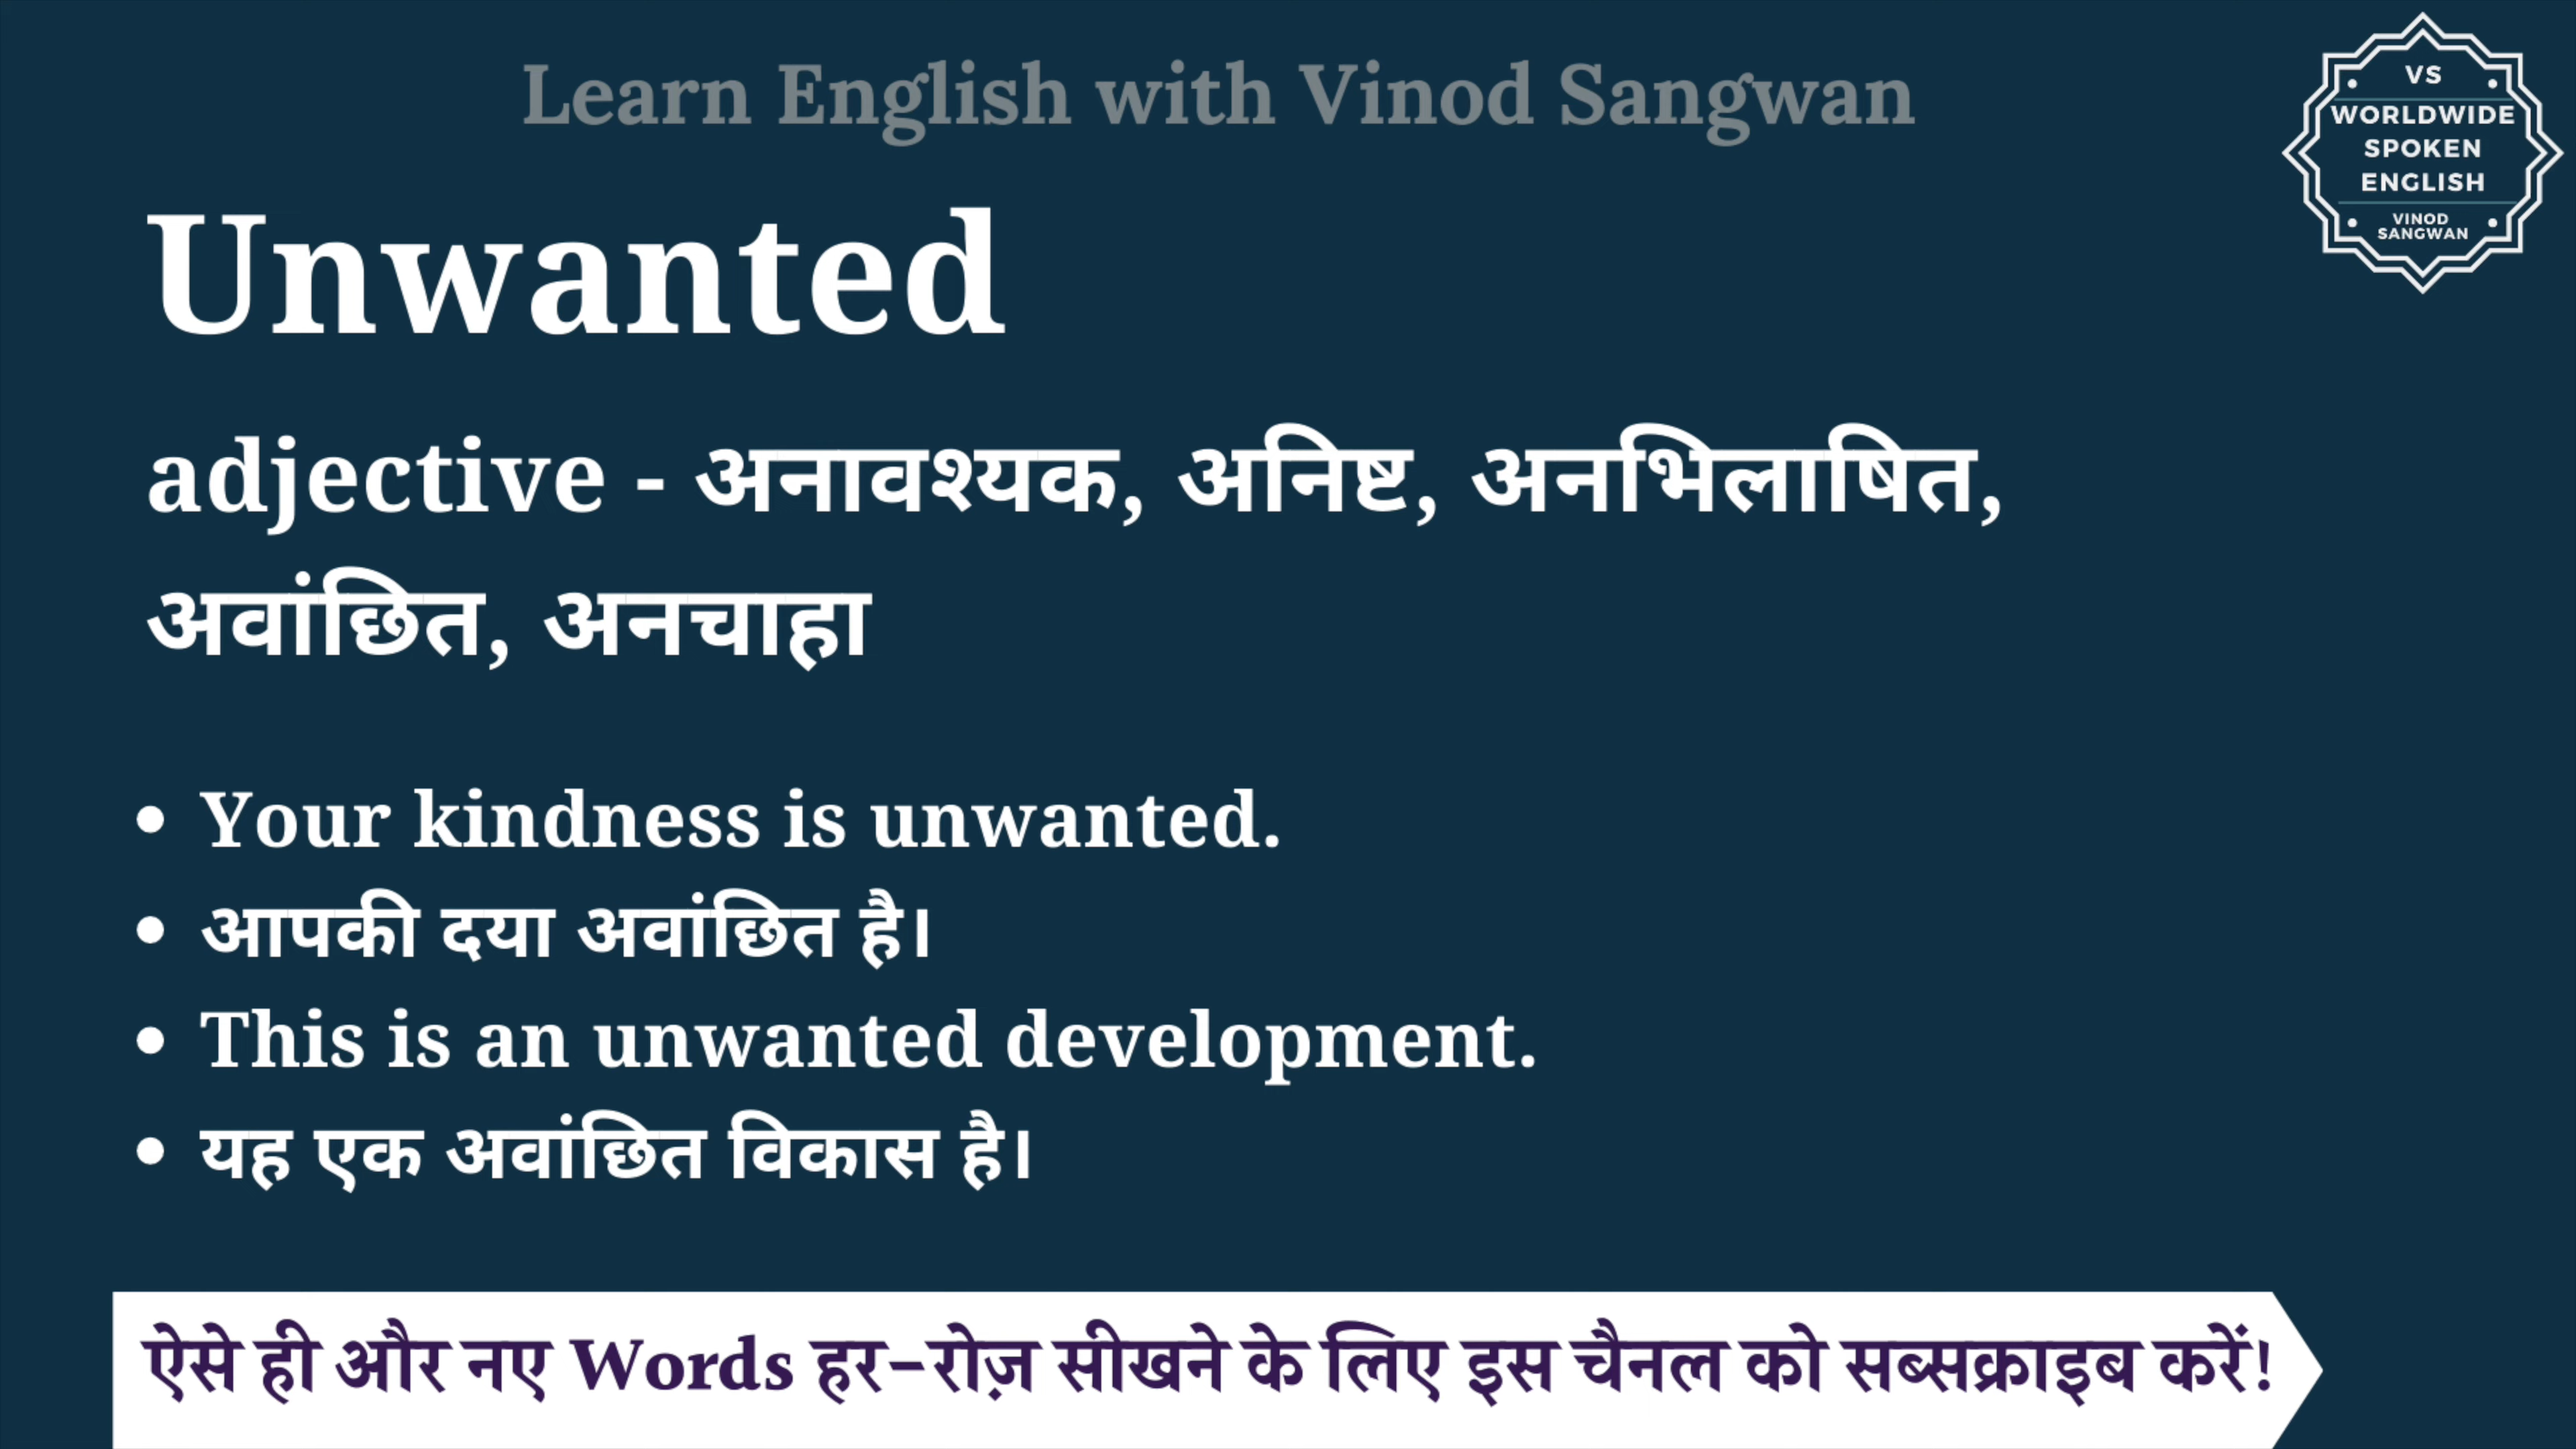 Learn English with Vinod Sangwan
VS
WORLDWIDE
SPOKEN
ENGLISH
VINOD
SANGWAN
Unwanted
adjective - अनावश्यक, अनिष्ट, अनभिलाषित,
अवांछित, अनचाहा
• Your kindness is unwanted.
• आपकी दया अवांछित है।
• This is an unwanted development.
• यह एक अवांछित विकास है।
ऐसे ही और नए Words हर-रोज़ सीखने के लिए इस चैनल को सब्सक्राइब करें!